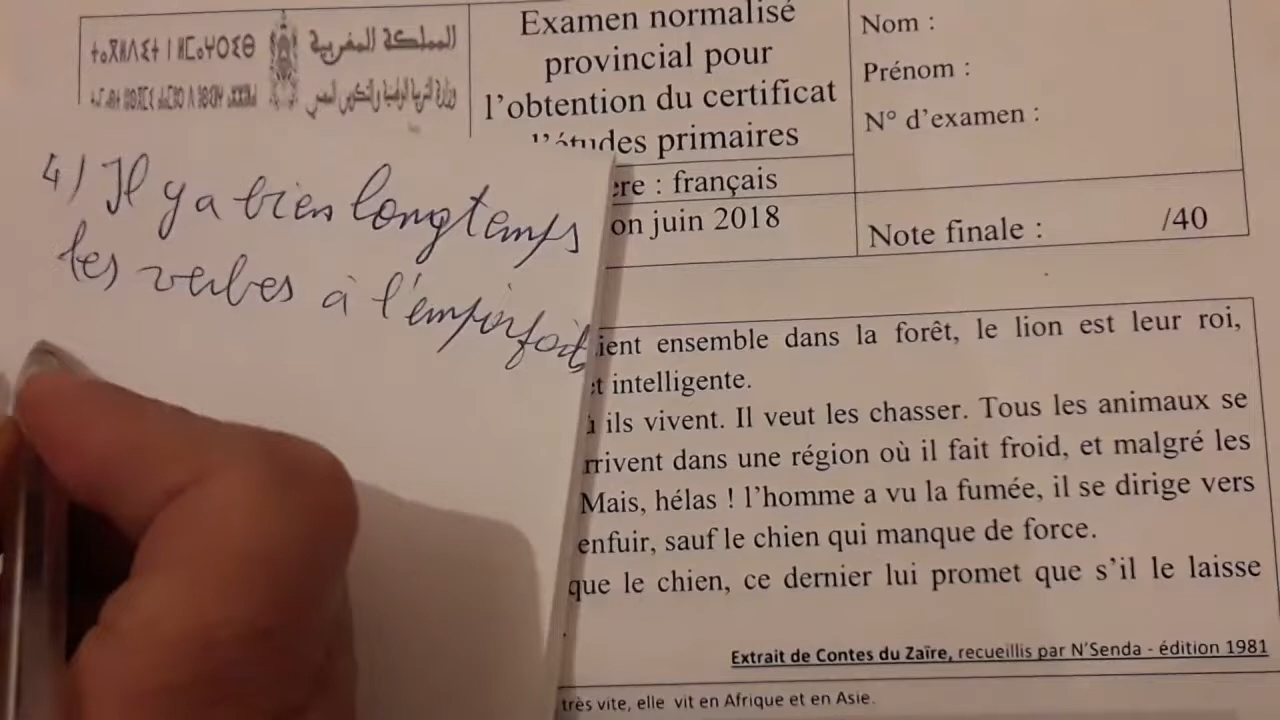 ⵜⴰⴳⵍⴷⵉⵜ ⵏ ⵍⵎⵖⵔⵉⴱ
المملكة المغربية
Examen normalisé
provincial pour
l'obtention du certificat
d'études primaires
ère : français
on juin 2018
Nom :
Prénom :
N° d'examen :
Note finale : /40
4) Il y a bien longtemps
les verbes à l'emparfait
ient ensemble dans la forêt, le lion est leur roi,
et intelligente.
ils vivent. Il veut les chasser. Tous les animaux se
rrivent dans une région où il fait froid, et malgré les
Mais, hélas ! l'homme a vu la fumée, il se dirige vers
enfuir, sauf le chien qui manque de force.
que le chien, ce dernier lui promet que s'il le laisse
Extrait de Contes du Zaïre, recueillis par N'Senda - édition 1981
très vite, elle vit en Afrique et en Asie.